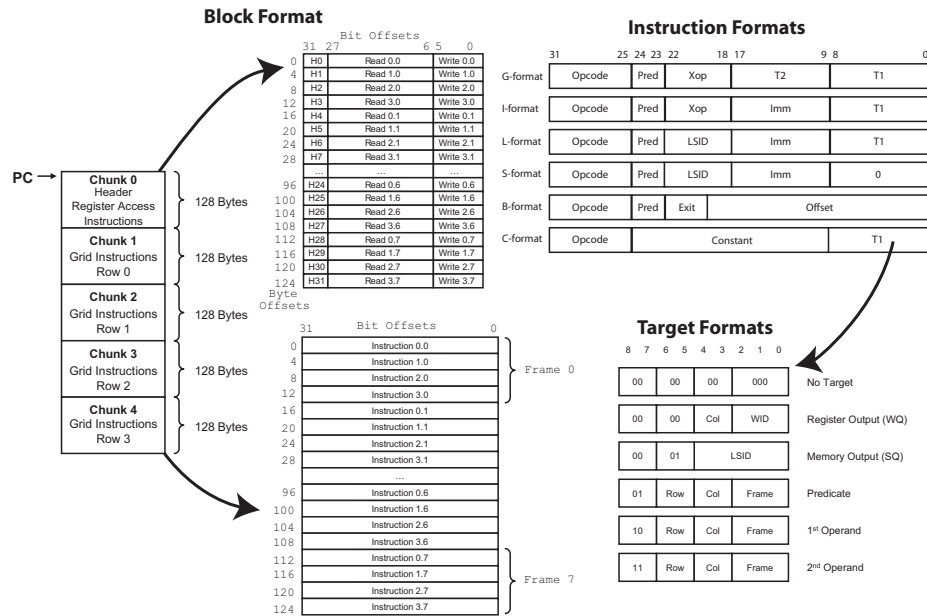 Block Format
Bit Offsets
31 27 6 5 0
0 H0 Read 0.0 Write 0.0
4 H1 Read 1.0 Write 1.0
8 H2 Read 2.0 Write 2.0
12 H3 Read 3.0 Write 3.0
16 H4 Read 0.1 Write 0.1
20 H5 Read 1.1 Write 1.1
24 H6 Read 2.1 Write 2.1
28 H7 Read 3.1 Write 3.1
... ... ...
96 H24 Read 0.6 Write 0.6
100 H25 Read 1.6 Write 1.6
104 H26 Read 2.6 Write 2.6
108 H27 Read 3.6 Write 3.6
112 H28 Read 0.7 Write 0.7
116 H29 Read 1.7 Write 1.7
120 H30 Read 2.7 Write 2.7
124 H31 Read 3.7 Write 3.7
Byte
Offsets
PC
Chunk 0
Header
Register Access
Instructions
128 Bytes
Chunk 1
Grid Instructions
Row 0
128 Bytes
Chunk 2
Grid Instructions
Row 1
128 Bytes
Chunk 3
Grid Instructions
Row 2
128 Bytes
Chunk 4
Grid Instructions
Row 3
128 Bytes
31 Bit Offsets 0
0 Instruction 0.0
4 Instruction 1.0
8 Instruction 2.0
12 Instruction 3.0
Frame 0
16 Instruction 0.1
20 Instruction 1.1
24 Instruction 2.1
28 Instruction 3.1
...
96 Instruction 0.6
100 Instruction 1.6
104 Instruction 2.6
108 Instruction 3.6
112 Instruction 0.7
116 Instruction 1.7
120 Instruction 2.7
124 Instruction 3.7
Frame 7
Instruction Formats
31 25 24 23 22 18 17 9 8 0
G-format Opcode Pred Xop T2 T1
I-format Opcode Pred Xop Imm T1
L-format Opcode Pred LSID Imm T1
S-format Opcode Pred LSID Imm 0
B-format Opcode Pred Exit Offset
C-format Opcode Constant T1
Target Formats
8 7 6 5 4 3 2 1 0
00 00 00 000 No Target
00 00 Col WID Register Output (WQ)
00 01 LSID Memory Output (SQ)
01 Row Col Frame Predicate
10 Row Col Frame 1st Operand
11 Row Col Frame 2nd Operand